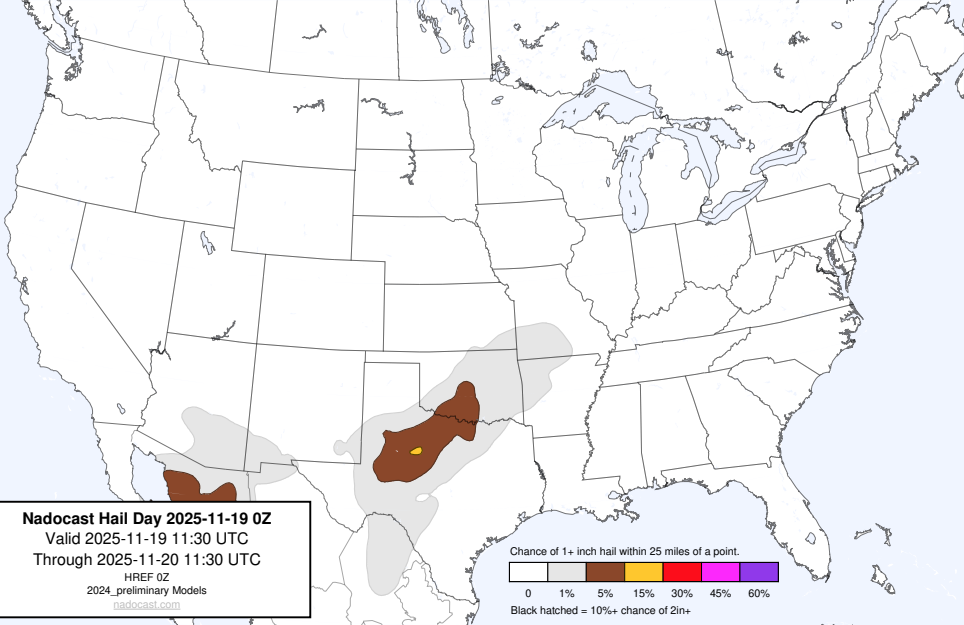 Nadocast Hail Day 2025-11-19 0Z
Valid 2025-11-19 11:30 UTC
Through 2025-11-20 11:30 UTC
HREF 0Z
2024_preliminary Models
nadocast.com
Chance of 1+ inch hail within 25 miles of a point.
0 1% 5% 15% 30% 45% 60%
Black hatched = 10%+ chance of 2in+